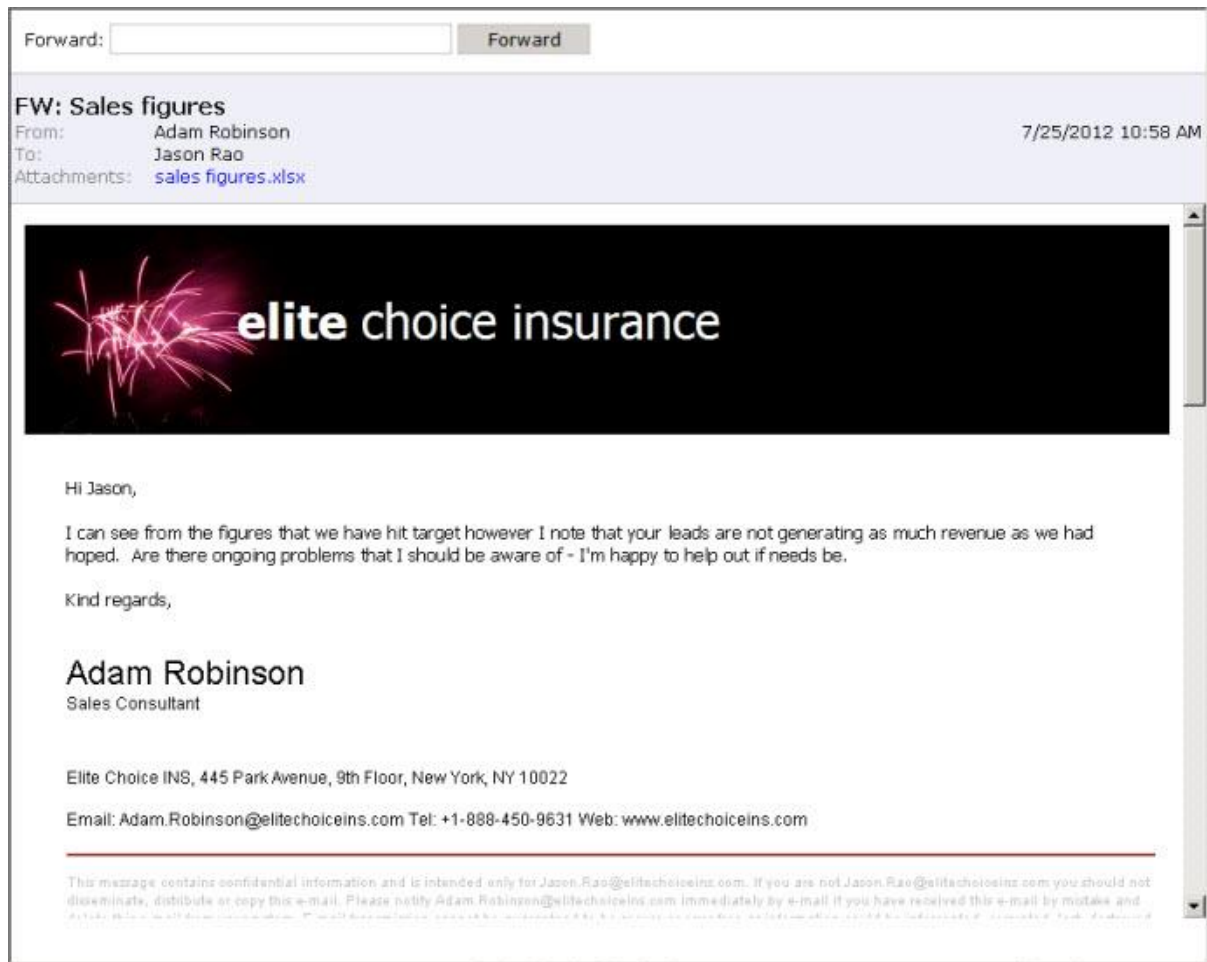 Forward: Forward
FW: Sales figures
From: Adam Robinson 7/25/2012 10:58 AM
To: Jason Rao
Attachments: sales figures.xlsx
elite choice insurance
Hi Jason,
I can see from the figures that we have hit target however I note that your leads are not generating as much revenue as we had
hoped. Are there ongoing problems that I should be aware of - I'm happy to help out if needs be.
Kind regards,
Adam Robinson
Sales Consultant
Elite Choice INS, 445 Park Avenue, 9th Floor, New York, NY 10022
Email: Adam.Robinson@elitechoiceins.com Tel: +1-888-450-9631 Web: www.elitechoiceins.com
This message contains confidential information and is intended only for Jason.Rao@elitechoiceins.com. If you are not Jason.Rao@elitechoiceins.com you should not
disseminate, distribute or copy this e-mail. Please notify Adam.Robinson@elitechoiceins.com immediately by e-mail if you have received this e-mail by mistake and